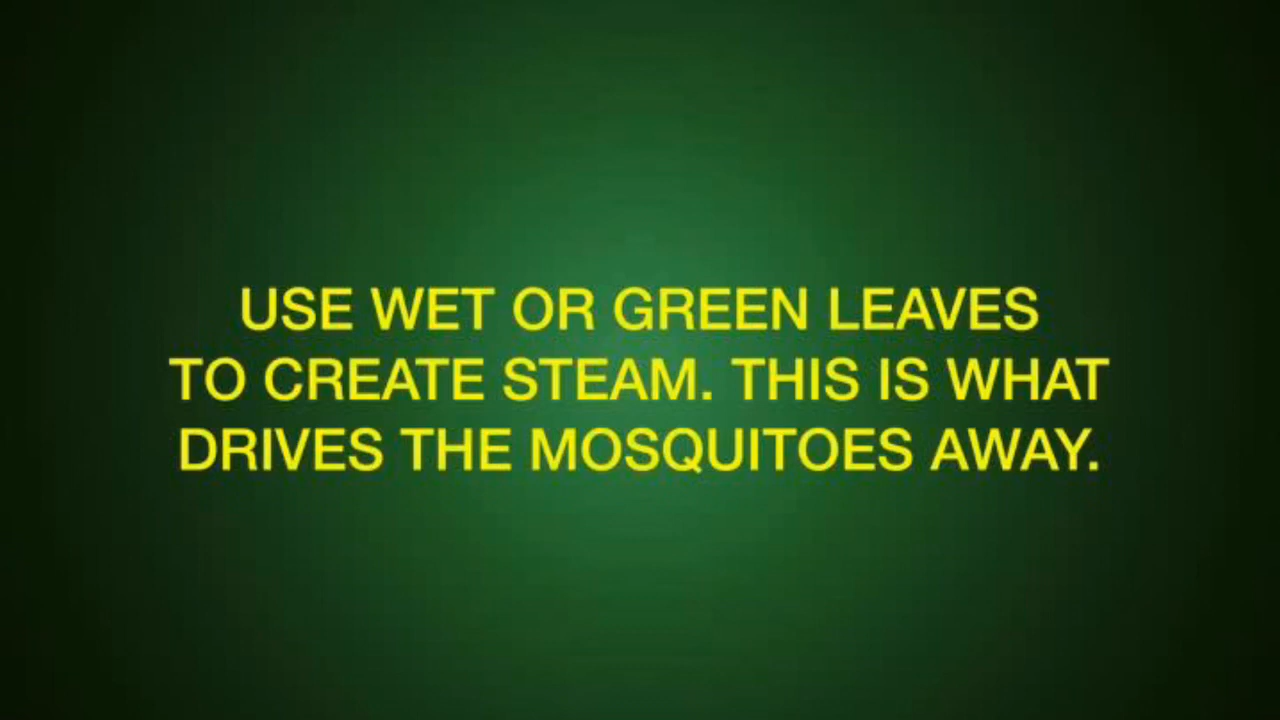 USE WET OR GREEN LEAVES
TO CREATE STEAM. THIS IS WHAT
DRIVES THE MOSQUITOES AWAY.